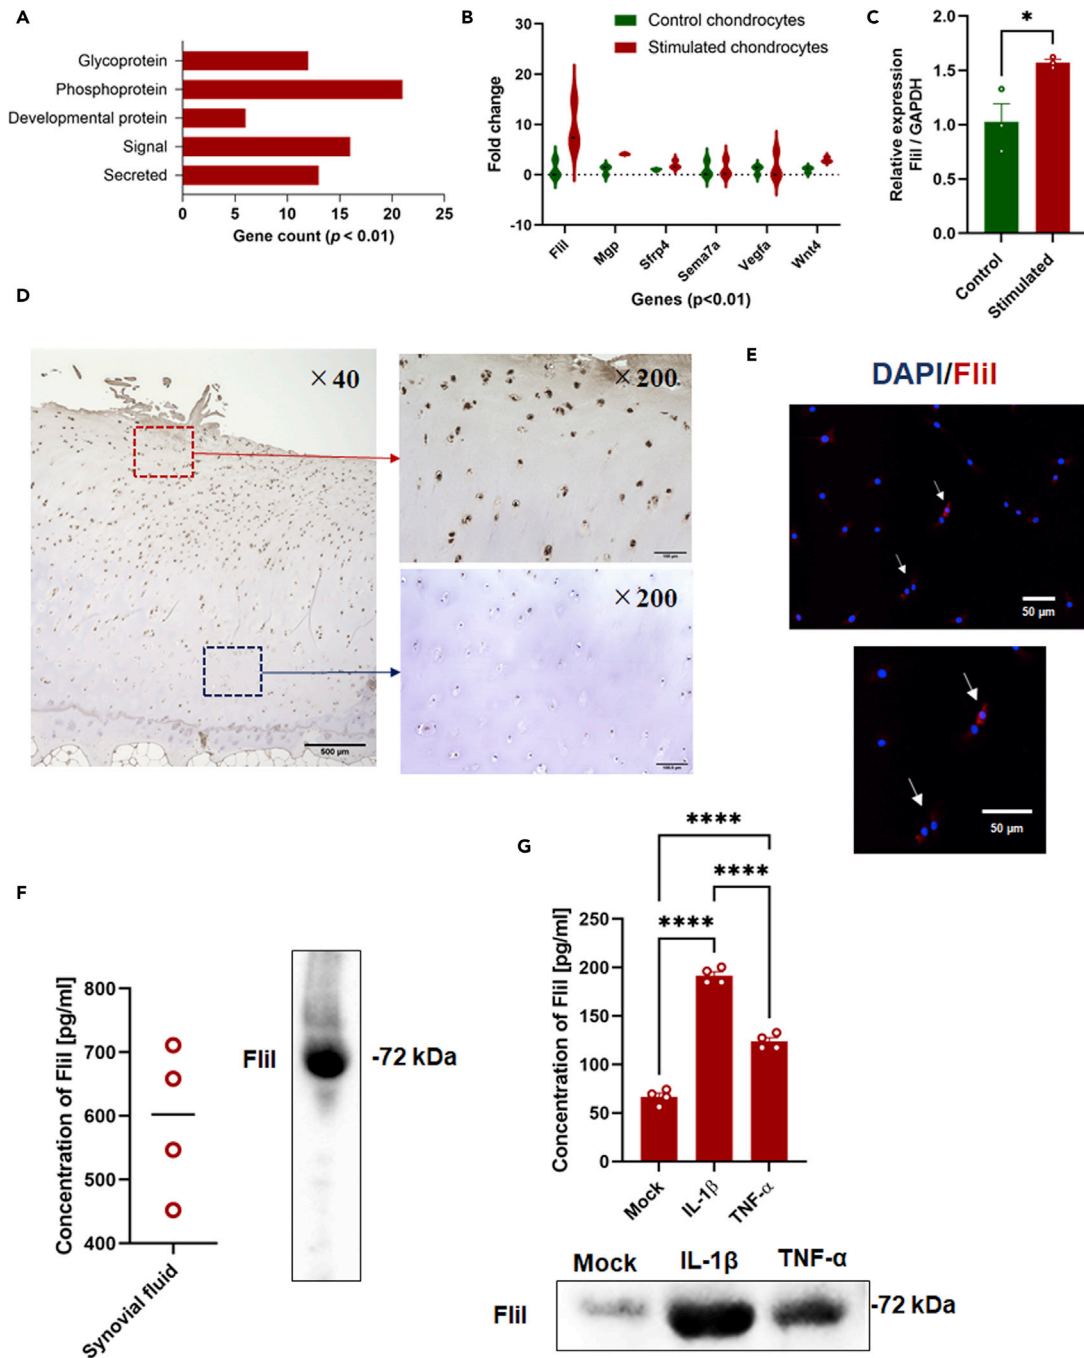 A
Glycoprotein
Phosphoprotein
Developmental protein
Signal
Secreted
0 5 10 15 20 25
Gene count (p < 0.01)
B
Control chondrocytes
Stimulated chondrocytes
Fold change
30
20
10
0
-10
FliI
Mgp
Sfrp4
Sema7a
Vegfa
Wnt4
Genes (p<0.01)
C
*
Relative expression
FliI / GAPDH
2.0
1.5
1.0
0.5
0.0
Control
Stimulated
D
×40
500 µm
×200
×200
E
DAPI/FliI
50 µm
50 µm
F
Concentration of FliI [pg/ml]
800
700
600
500
400
Synovial fluid
FliI
-72 kDa
G
****
****
****
Concentration of FliI [pg/ml]
250
200
150
100
50
0
Mock
IL-1β
TNF-α
Mock IL-1β TNF-α
FliI
-72 kDa